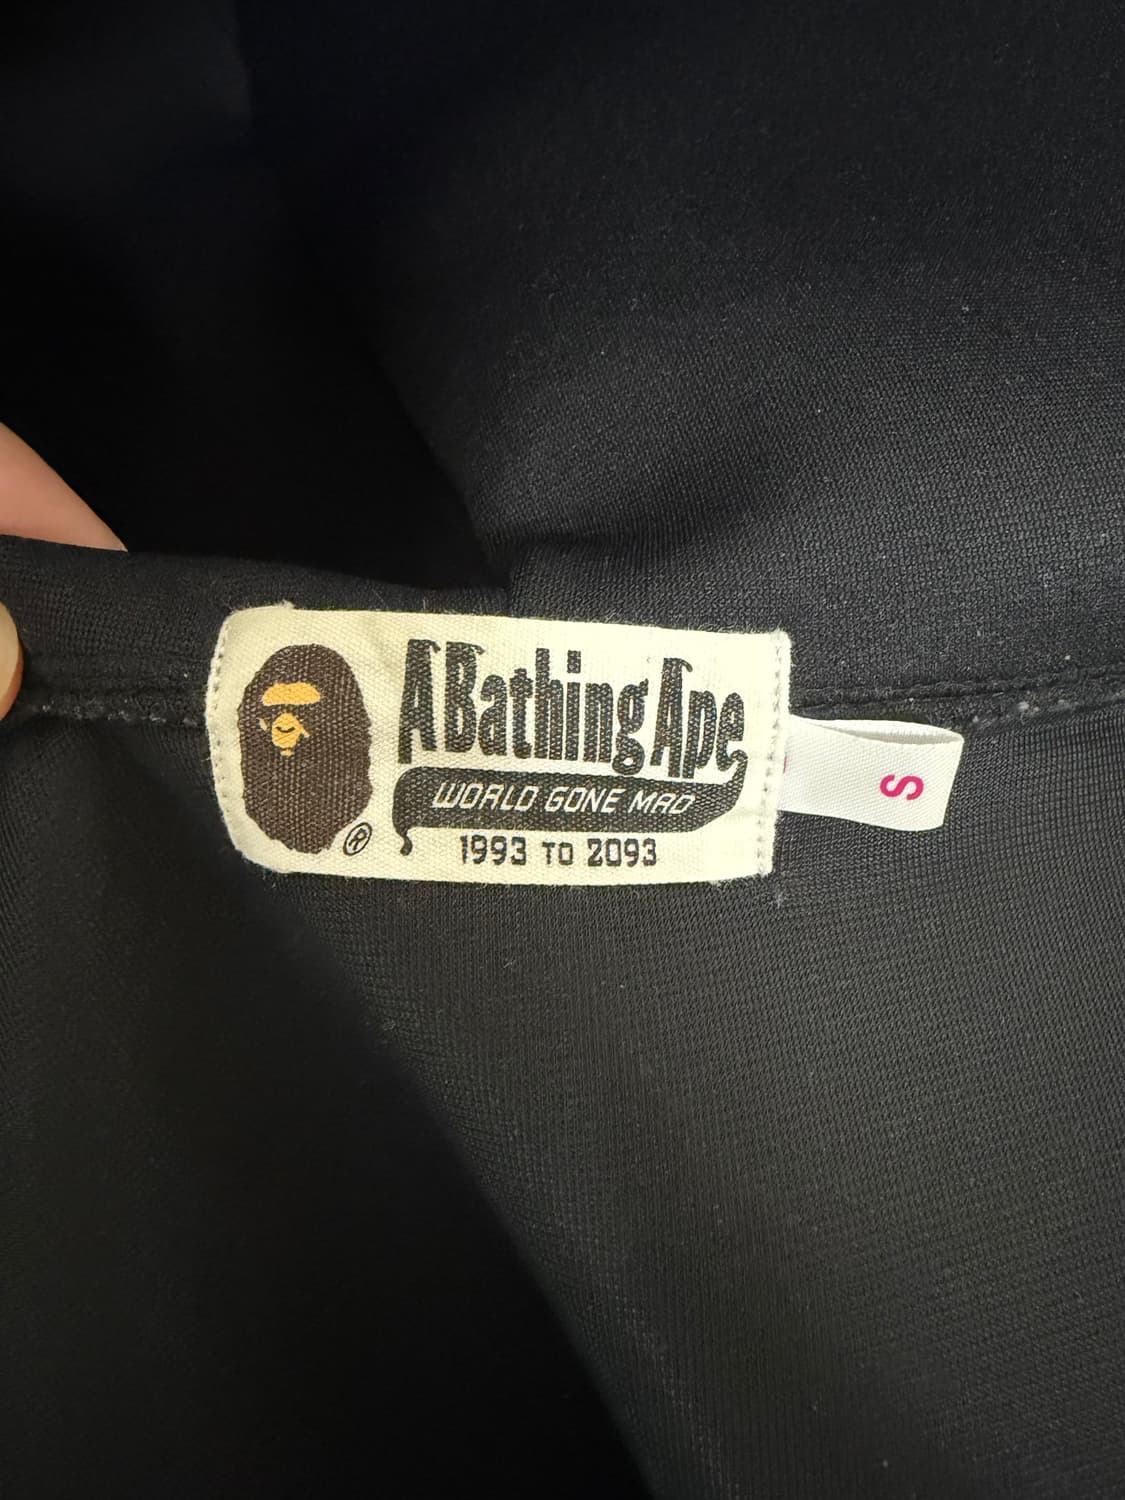 A Bathing Ape
WORLD GONE MAD
1993 TO 2093
®
S